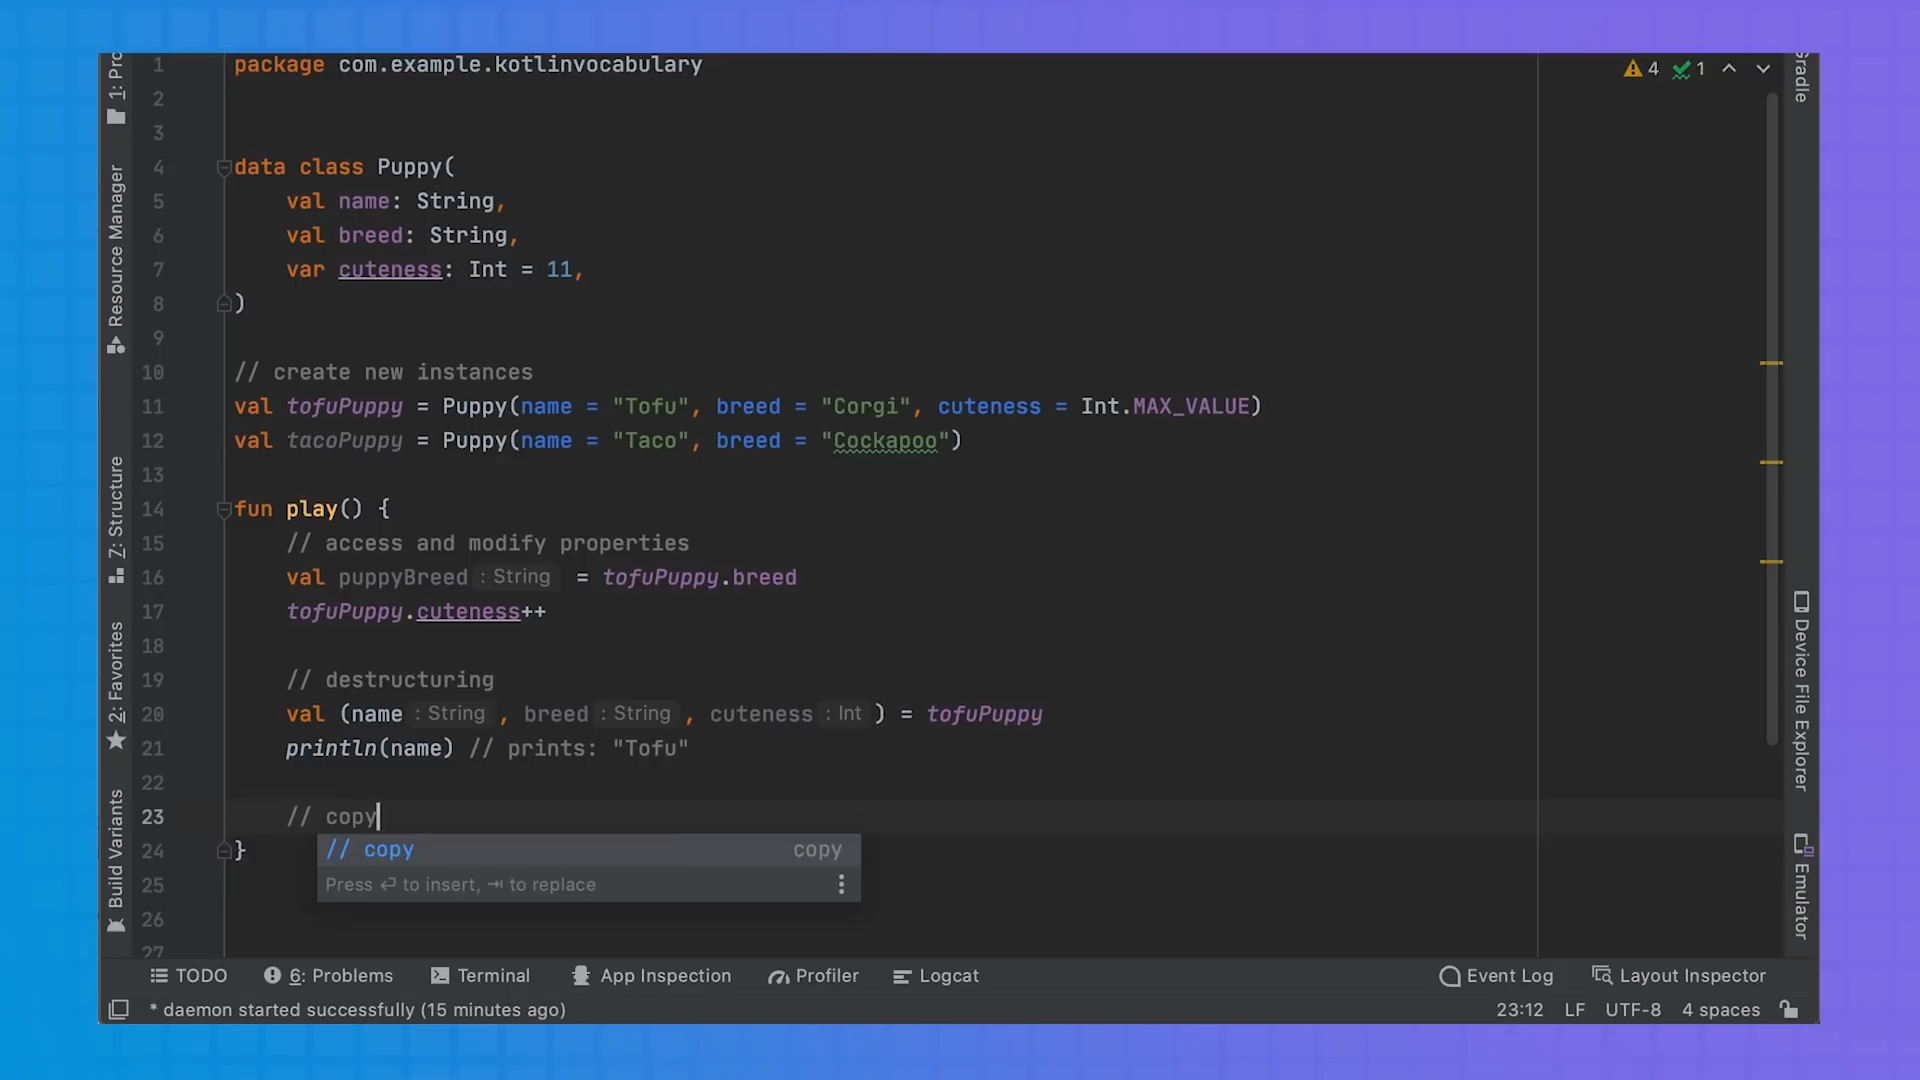 1 package com.example.kotlinvocabulary
2
3
4 data class Puppy(
5 val name: String,
6 val breed: String,
7 var cuteness: Int = 11,
8 )
9
10 // create new instances
11 val tofuPuppy = Puppy(name = "Tofu", breed = "Corgi", cuteness = Int.MAX_VALUE)
12 val tacoPuppy = Puppy(name = "Taco", breed = "Cockapoo")
13
14 fun play() {
15 // access and modify properties
16 val puppyBreed : String = tofuPuppy.breed
17 tofuPuppy.cuteness++
18
19 // destructuring
20 val (name : String , breed : String , cuteness : Int ) = tofuPuppy
21 println(name) // prints: "Tofu"
22
23 // copy
24 }
// copy copy
Press ⏎ to insert, ⇥ to replace
25
26
27
4 1
1: Pro
Resource Manager
7: Structure
2: Favorites
Build Variants
Gradle
Device File Explorer
Emulator
TODO 6: Problems Terminal App Inspection Profiler Logcat Event Log Layout Inspector
* daemon started successfully (15 minutes ago) 23:12 LF UTF-8 4 spaces